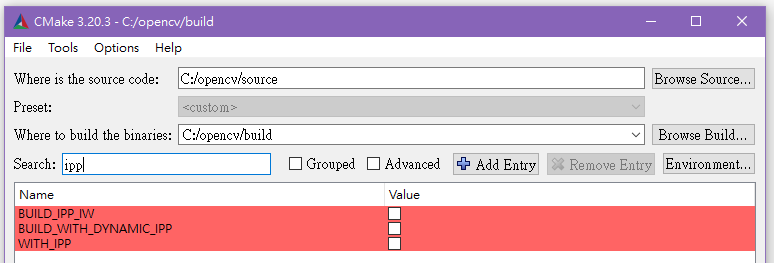 CMake 3.20.3 - C:/opencv/build
File Tools Options Help
Where is the source code: C:/opencv/source Browse Source...
Preset: <custom>
Where to build the binaries: C:/opencv/build Browse Build...
Search: ipp Grouped Advanced Add Entry Remove Entry Environment...
Name Value
BUILD_IPP_IW
BUILD_WITH_DYNAMIC_IPP
WITH_IPP